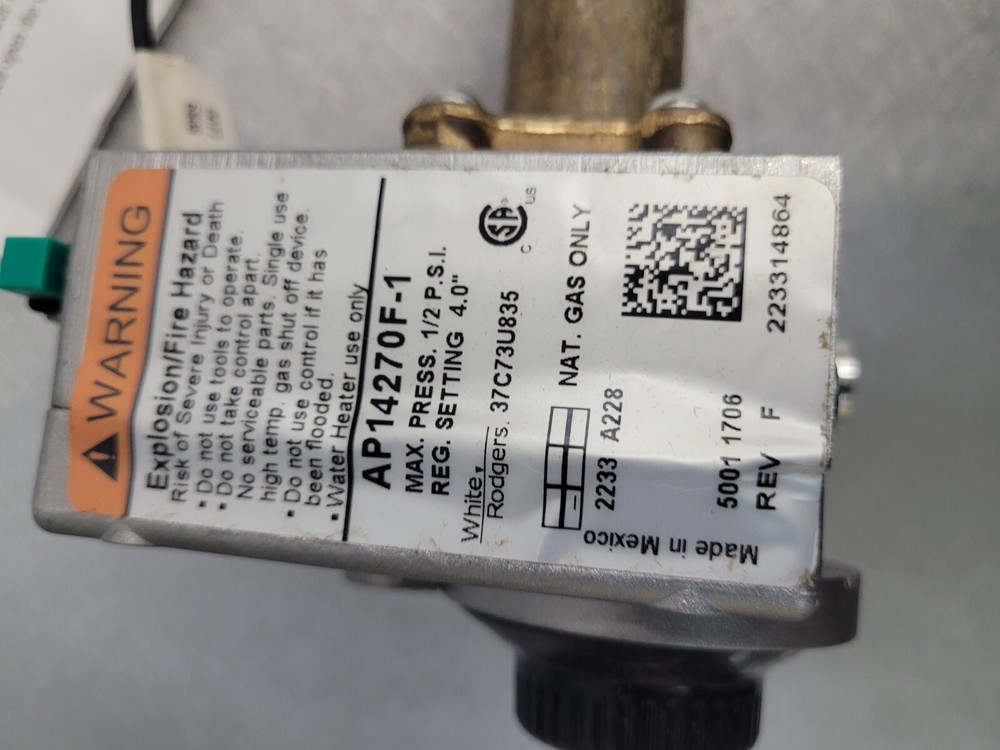 WARNING
Explosion/Fire Hazard
Risk of Severe Injury or Death
• Do not use tools to operate.
• Do not take control apart.
No serviceable parts. Single use
high temp. gas shut off device.
• Do not use control if it has
been flooded.
• Water Heater use only
AP14270F-1
MAX. PRESS. 1/2 P.S.I.
REG. SETTING 4.0"
White
Rodgers. 37C73U835
C SA US
NAT. GAS ONLY
2233 A228
Made in Mexico
5001 1706
REV F
223314864